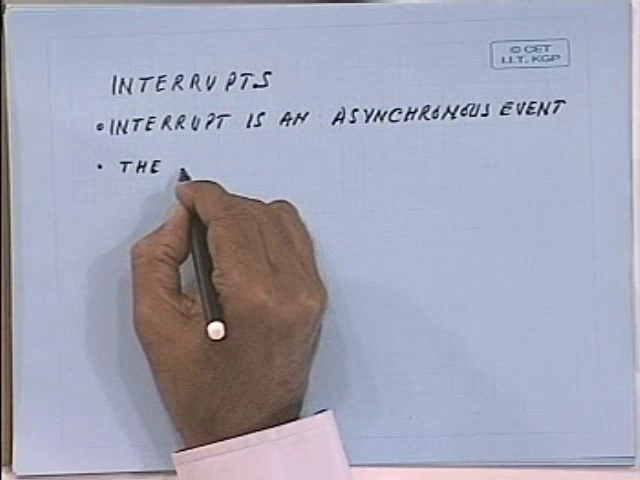 © CET
I.I.T. KGP
INTERRUPTS
• INTERRUPT IS AN ASYNCHRONOUS EVENT
• THE